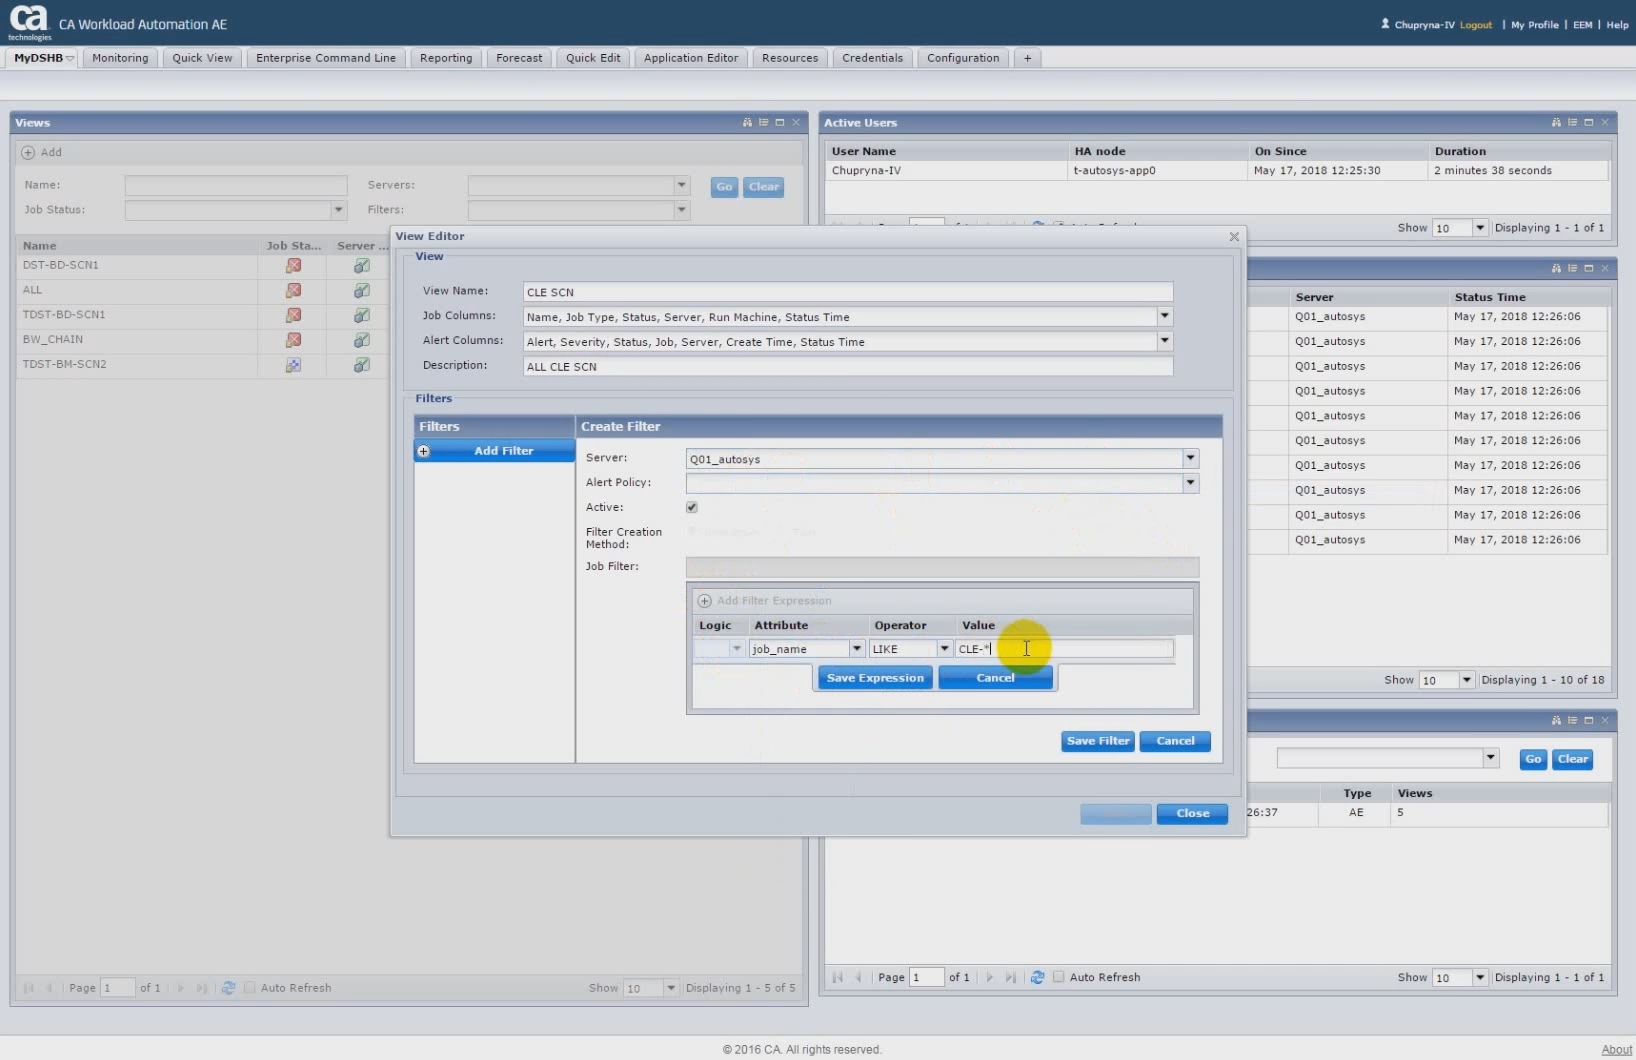 ca technologies CA Workload Automation AE
Chupryna-IV Logout | My Profile | EEM | Help
MyDSHB Monitoring Quick View Enterprise Command Line Reporting Forecast Quick Edit Application Editor Resources Credentials Configuration +
Views
Add
Name: Servers: Go Clear
Job Status: Filters:
Name Job Sta... Server ...
DST-BD-SCN1
ALL
TDST-BD-SCN1
BW_CHAIN
TDST-BM-SCN2
Page 1 of 1 Auto Refresh Show 10 Displaying 1 - 5 of 5
Active Users
User Name HA node On Since Duration
Chupryna-IV t-autosys-app0 May 17, 2018 12:25:30 2 minutes 38 seconds
Show 10 Displaying 1 - 1 of 1
View Editor
View
View Name: CLE SCN
Job Columns: Name, Job Type, Status, Server, Run Machine, Status Time
Alert Columns: Alert, Severity, Status, Job, Server, Create Time, Status Time
Description: ALL CLE SCN
Filters
Filters
Add Filter
Create Filter
Server: Q01_autosys
Alert Policy:
Active:
Filter Creation
Method:
Job Filter:
Add Filter Expression
Logic Attribute Operator Value
job_name LIKE CLE-*
Save Expression Cancel
Save Filter Cancel
Close
Server Status Time
Q01_autosys May 17, 2018 12:26:06
Q01_autosys May 17, 2018 12:26:06
Q01_autosys May 17, 2018 12:26:06
Q01_autosys May 17, 2018 12:26:06
Q01_autosys May 17, 2018 12:26:06
Q01_autosys May 17, 2018 12:26:06
Q01_autosys May 17, 2018 12:26:06
Q01_autosys May 17, 2018 12:26:06
Q01_autosys May 17, 2018 12:26:06
Q01_autosys May 17, 2018 12:26:06
Show 10 Displaying 1 - 10 of 18
Go Clear
Type Views
26:37 AE 5
Page 1 of 1 Auto Refresh Show 10 Displaying 1 - 1 of 1
© 2016 CA. All rights reserved.
About